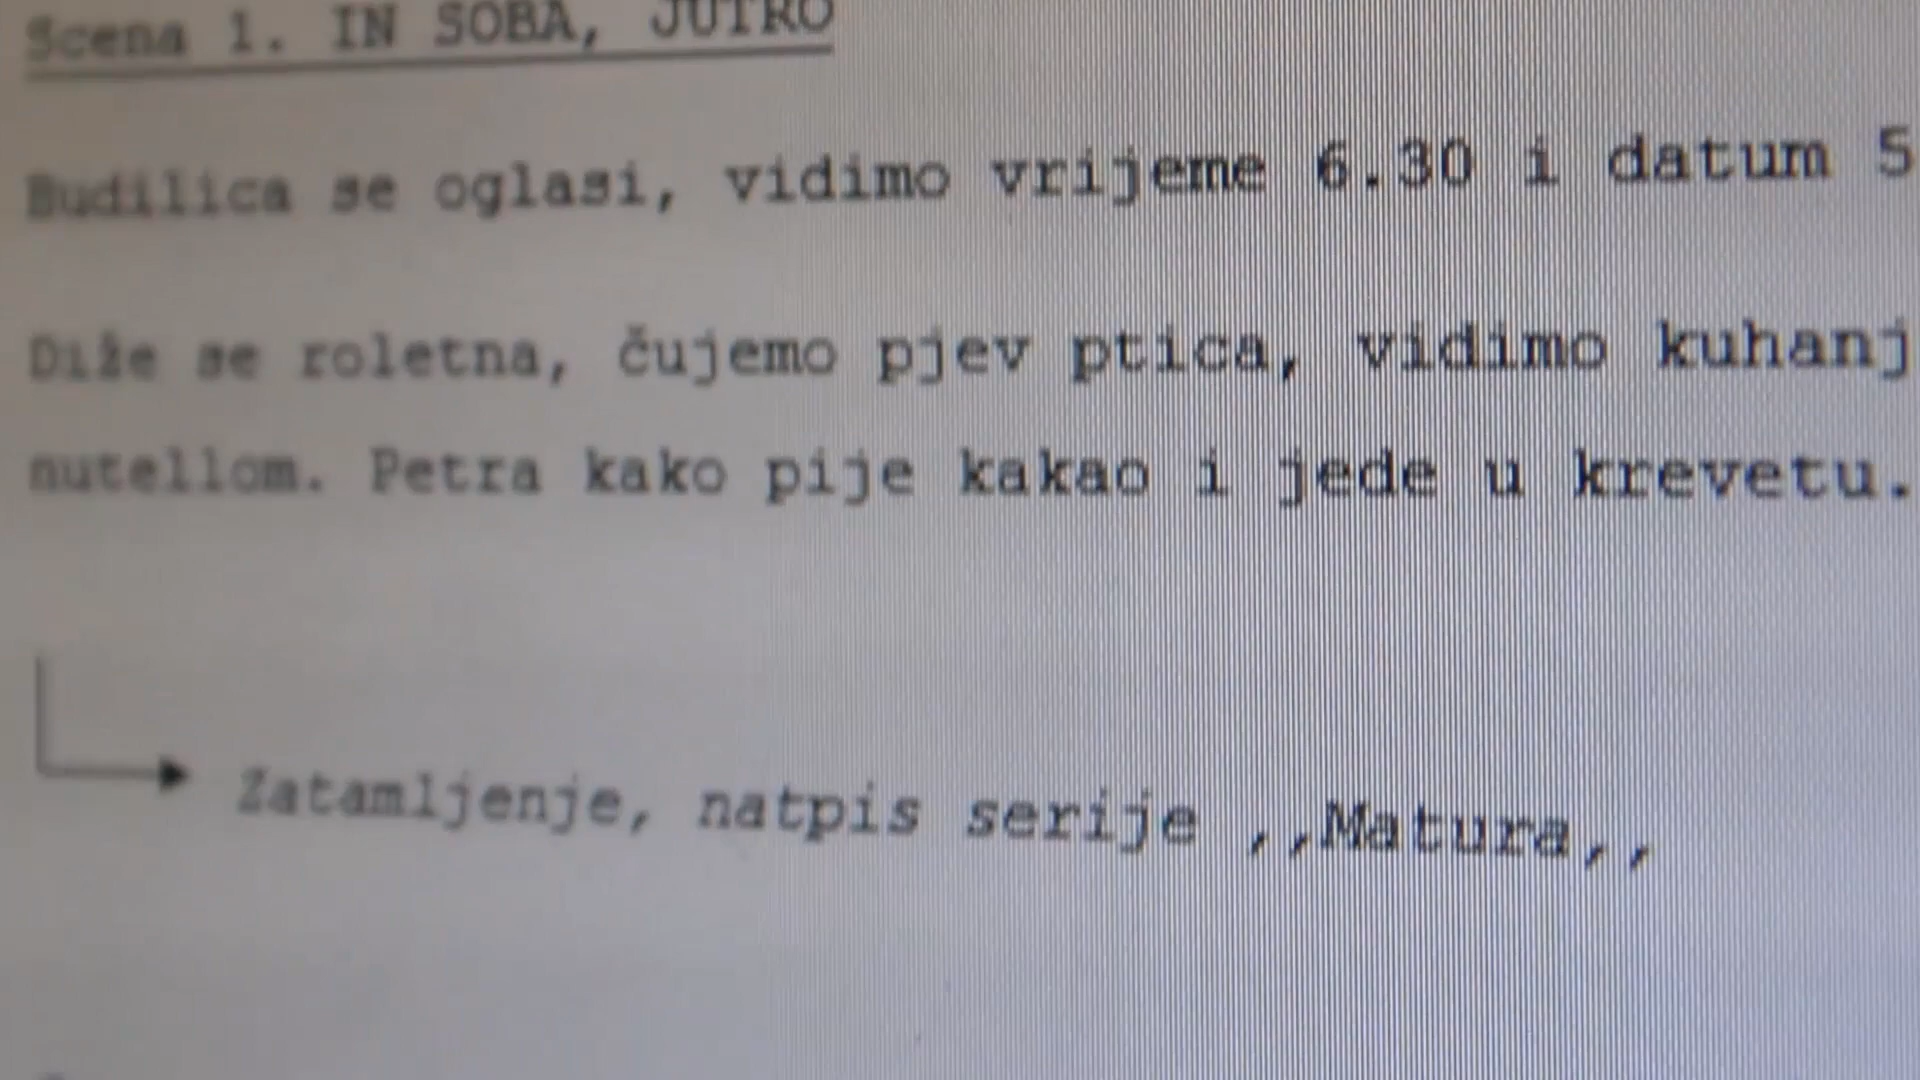 Scena 1. IN SOBA, JUTRO
Budilica se oglasi, vidimo vrijeme 6.30 i datum 5
Diže se roletna, čujemo pjev ptica, vidimo kuhanj
nutellom. Petra kako pije kakao i jede u krevetu.
Zatamljenje, natpis serije ,,Matura,,